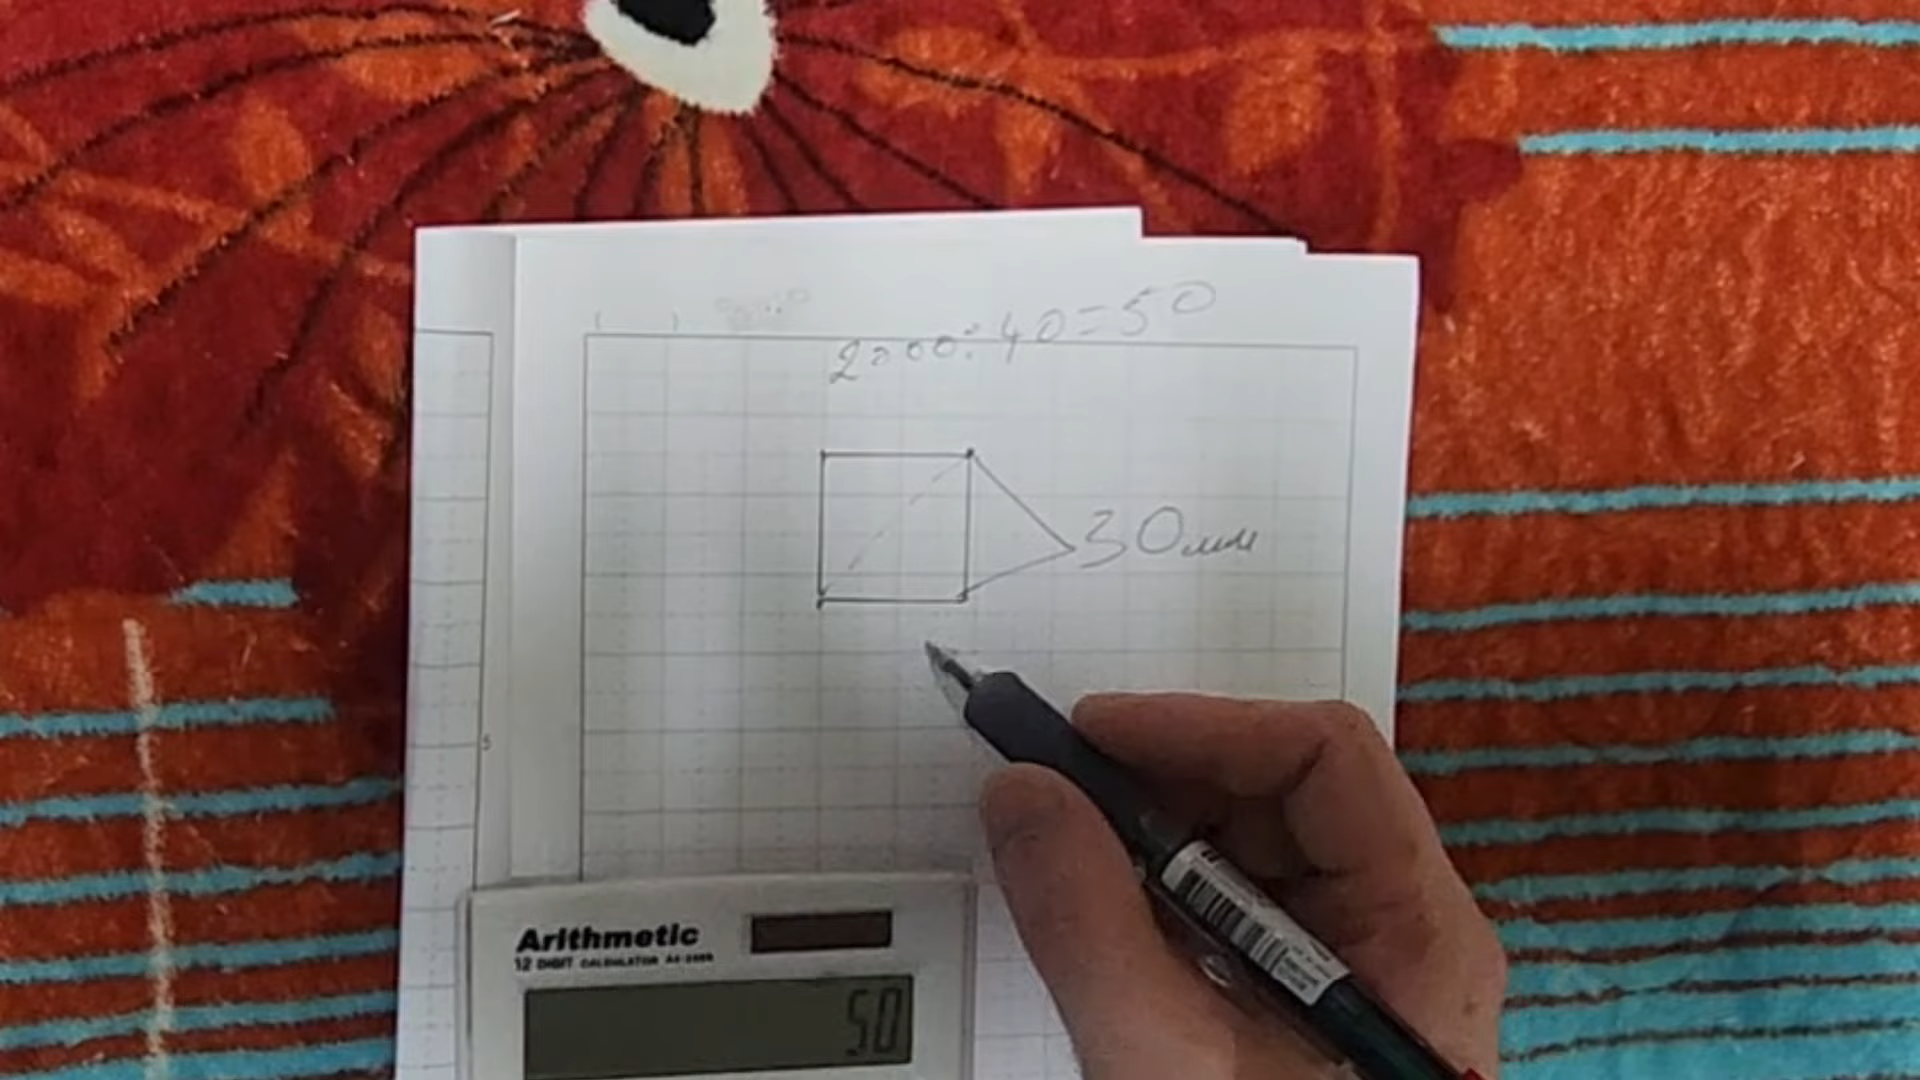 2000:40=50
30мм
Arithmetic
12 DIGIT CALCULATOR
50